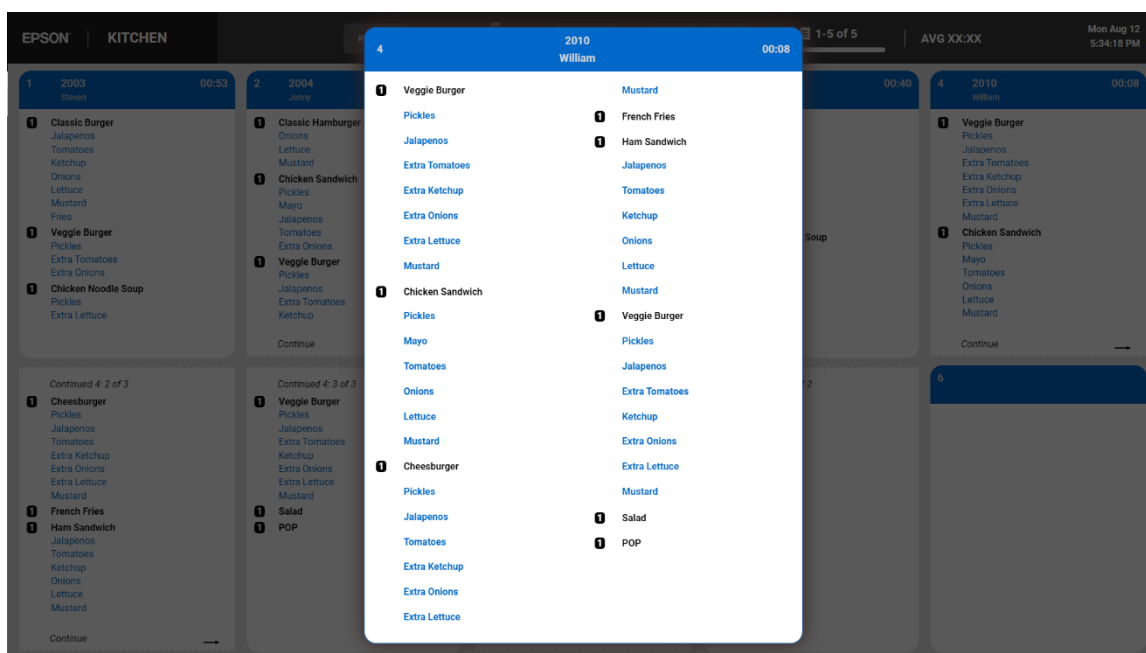 EPSON
KITCHEN
1-5 of 5
AVG XX:XX
Mon Aug 12
5:34:18 PM
4
2010
William
00:08
1 Veggie Burger
Pickles
Jalapenos
Extra Tomatoes
Extra Ketchup
Extra Onions
Extra Lettuce
Mustard
1 Chicken Sandwich
Pickles
Mayo
Tomatoes
Onions
Lettuce
Mustard
1 Cheesburger
Pickles
Jalapenos
Tomatoes
Extra Ketchup
Extra Onions
Extra Lettuce
Mustard
1 French Fries
1 Ham Sandwich
Jalapenos
Tomatoes
Ketchup
Onions
Lettuce
Mustard
1 Veggie Burger
Pickles
Jalapenos
Extra Tomatoes
Ketchup
Extra Onions
Extra Lettuce
Mustard
1 Salad
1 POP
1 2003 00:53
Steven
1 Classic Burger
Jalapenos
Tomatoes
Ketchup
Onions
Lettuce
Mustard
Fries
1 Veggie Burger
Pickles
Extra Tomatoes
Extra Onions
1 Chicken Noodle Soup
Pickles
Extra Lettuce
2 2004
Jenny
1 Classic Hamburger
Onions
Lettuce
Mustard
1 Chicken Sandwich
Pickles
Mayo
Jalapenos
Tomatoes
Extra Onions
1 Veggie Burger
Pickles
Jalapenos
Extra Tomatoes
Ketchup
Continue
00:40
Soup
4 2010 00:08
William
1 Veggie Burger
Pickles
Jalapenos
Extra Tomatoes
Extra Ketchup
Extra Onions
Extra Lettuce
Mustard
1 Chicken Sandwich
Pickles
Mayo
Tomatoes
Onions
Lettuce
Mustard
Continue
Continued 4: 2 of 3
1 Cheesburger
Pickles
Jalapenos
Tomatoes
Extra Ketchup
Extra Onions
Extra Lettuce
Mustard
1 French Fries
1 Ham Sandwich
Jalapenos
Tomatoes
Ketchup
Onions
Lettuce
Mustard
Continue
Continued 4: 3 of 3
1 Veggie Burger
Pickles
Jalapenos
Extra Tomatoes
Ketchup
Extra Onions
Extra Lettuce
Mustard
1 Salad
1 POP
2
6